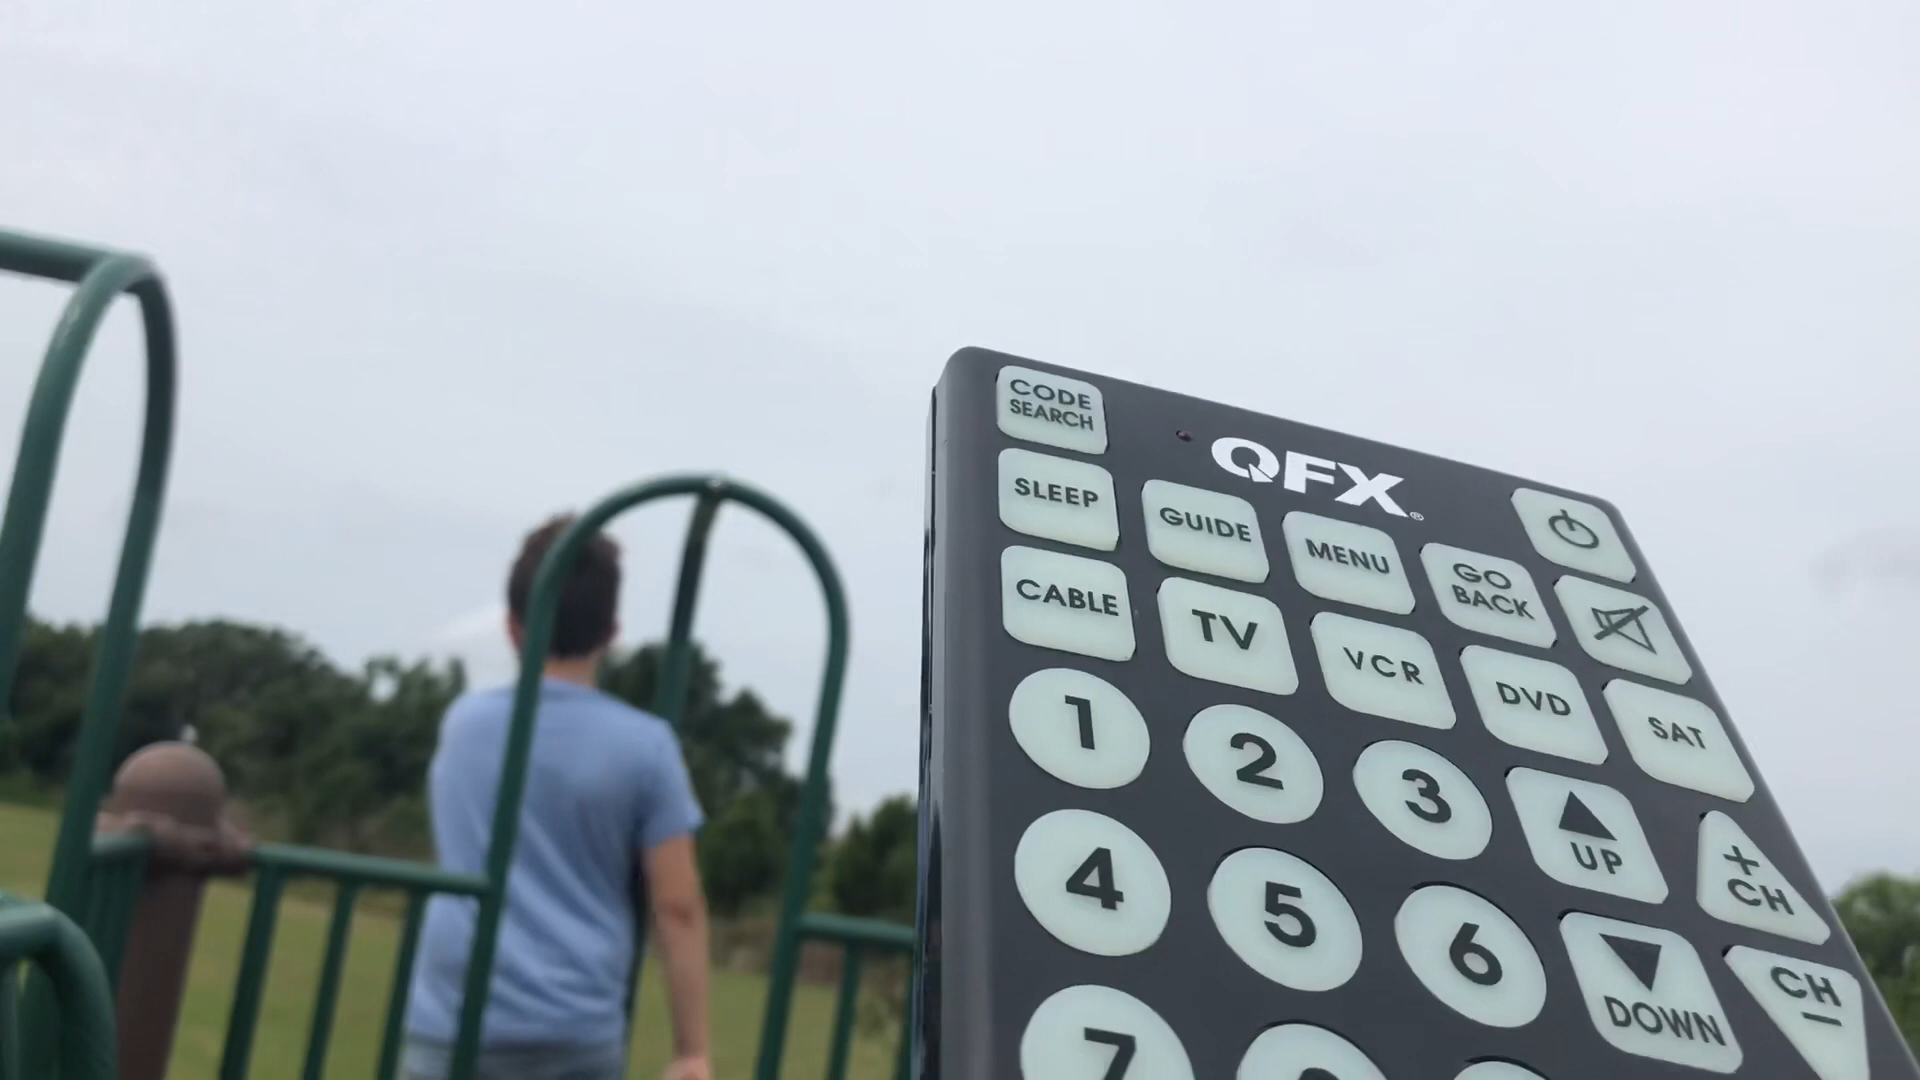 CODE
SEARCH
QFX®
SLEEP
GUIDE
MENU
GO
BACK
CABLE
TV
VCR
DVD
SAT
1
2
3
UP
+
CH
4
5
6
DOWN
CH
–
7